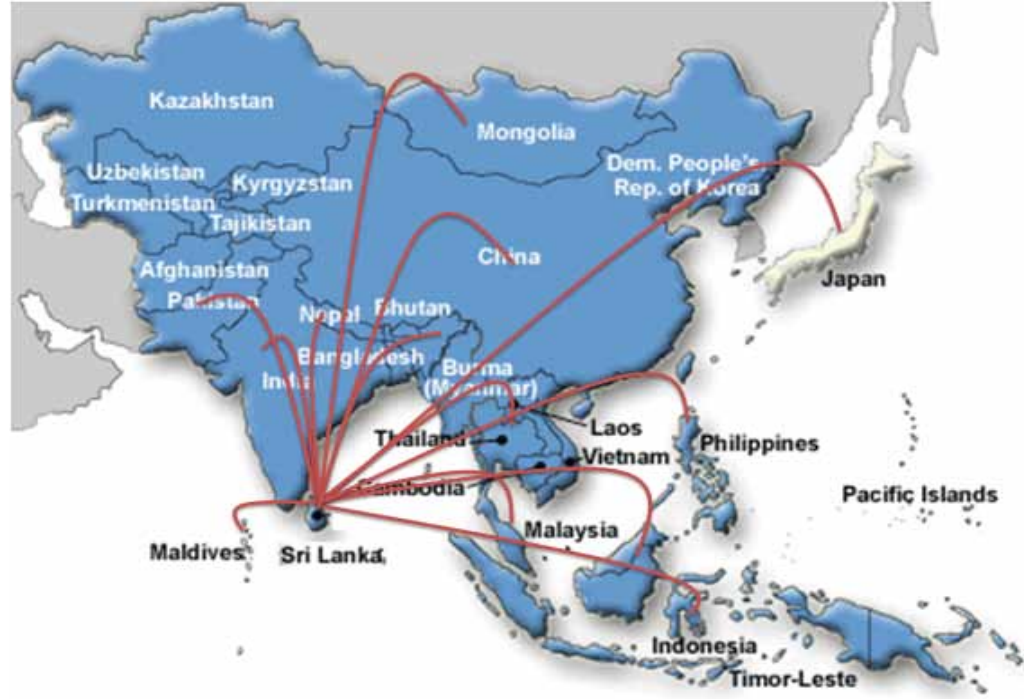 Kazakhstan
Mongolia
Uzbekistan
Kyrgyzstan
Dem. People's
Rep. of Korea
Turkmenistan
Tajikistan
China
Afghanistan
Japan
Pakistan
Nepal
Bhutan
Bangladesh
India
Burma
(Myanmar)
Laos
Thailand
Vietnam
Philippines
Cambodia
Pacific Islands
Malaysia
Maldives
Sri Lanka
Indonesia
Timor-Leste